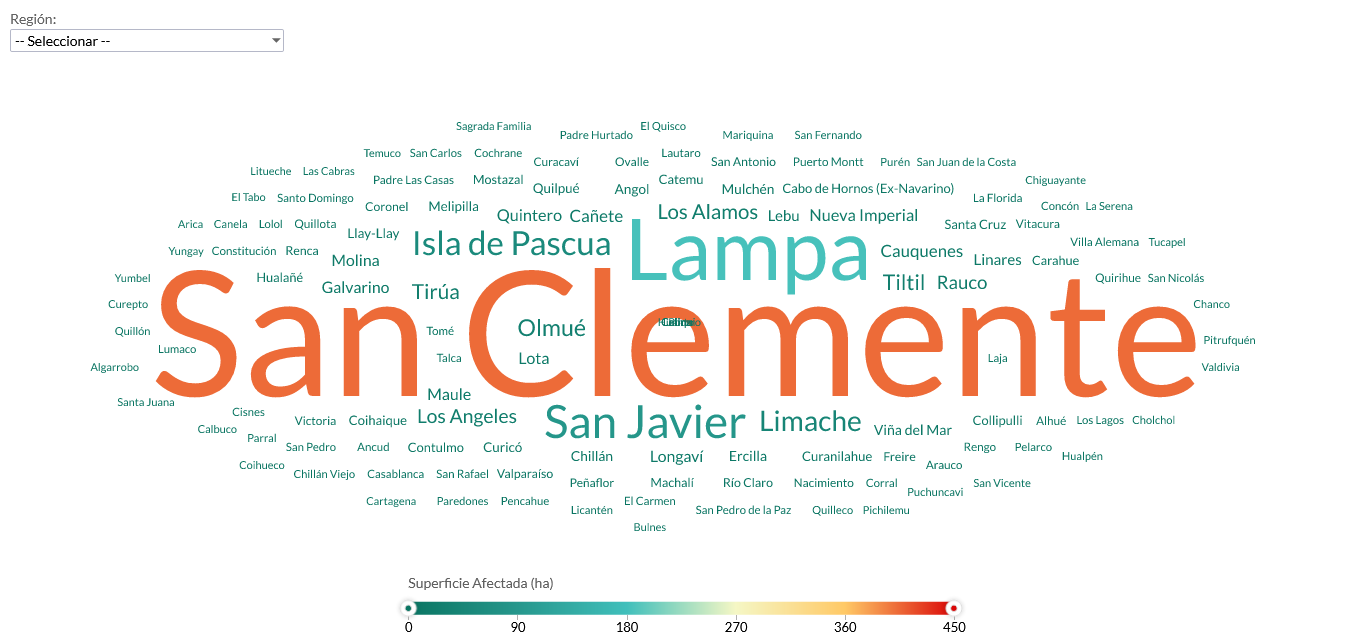 Región:
-- Seleccionar --
Sagrada Familia
Padre Hurtado
El Quisco
Mariquina
San Fernando
Temuco
San Carlos
Cochrane
Curacaví
Ovalle
Lautaro
San Antonio
Puerto Montt
Purén
San Juan de la Costa
Litueche
Las Cabras
Padre Las Casas
Mostazal
Quilpué
Angol
Catemu
Mulchén
Cabo de Hornos (Ex-Navarino)
Chiguayante
El Tabo
Santo Domingo
Coronel
Melipilla
Quintero
Cañete
Los Alamos
Lebu
Nueva Imperial
La Florida
Concón
La Serena
Arica
Canela
Lolol
Quillota
Llay-Llay
Isla de Pascua
Lampa
Santa Cruz
Vitacura
Yungay
Constitución
Renca
Molina
Cauquenes
Linares
Carahue
Villa Alemana
Tucapel
Yumbel
Hualañé
Galvarino
Tirúa
Tiltil
Rauco
Quirihue
San Nicolás
Curepto
Chanco
San Clemente
Quillón
Tomé
Olmué
Pitrufquén
Lumaco
Talca
Lota
Laja
Valdivia
Algarrobo
Santa Juana
Maule
Cisnes
Victoria
Coihaique
Los Angeles
San Javier
Limache
Viña del Mar
Collipulli
Alhué
Los Lagos
Cholchol
Calbuco
Parral
San Pedro
Ancud
Contulmo
Curicó
Chillán
Longaví
Ercilla
Curanilahue
Freire
Rengo
Pelarco
Hualpén
Coihueco
Chillán Viejo
Casablanca
San Rafael
Valparaíso
Arauco
Peñaflor
Machalí
Río Claro
Nacimiento
Corral
Puchuncavi
San Vicente
Cartagena
Paredones
Pencahue
Licantén
El Carmen
San Pedro de la Paz
Quilleco
Pichilemu
Bulnes
Superficie Afectada (ha)
0 90 180 270 360 450